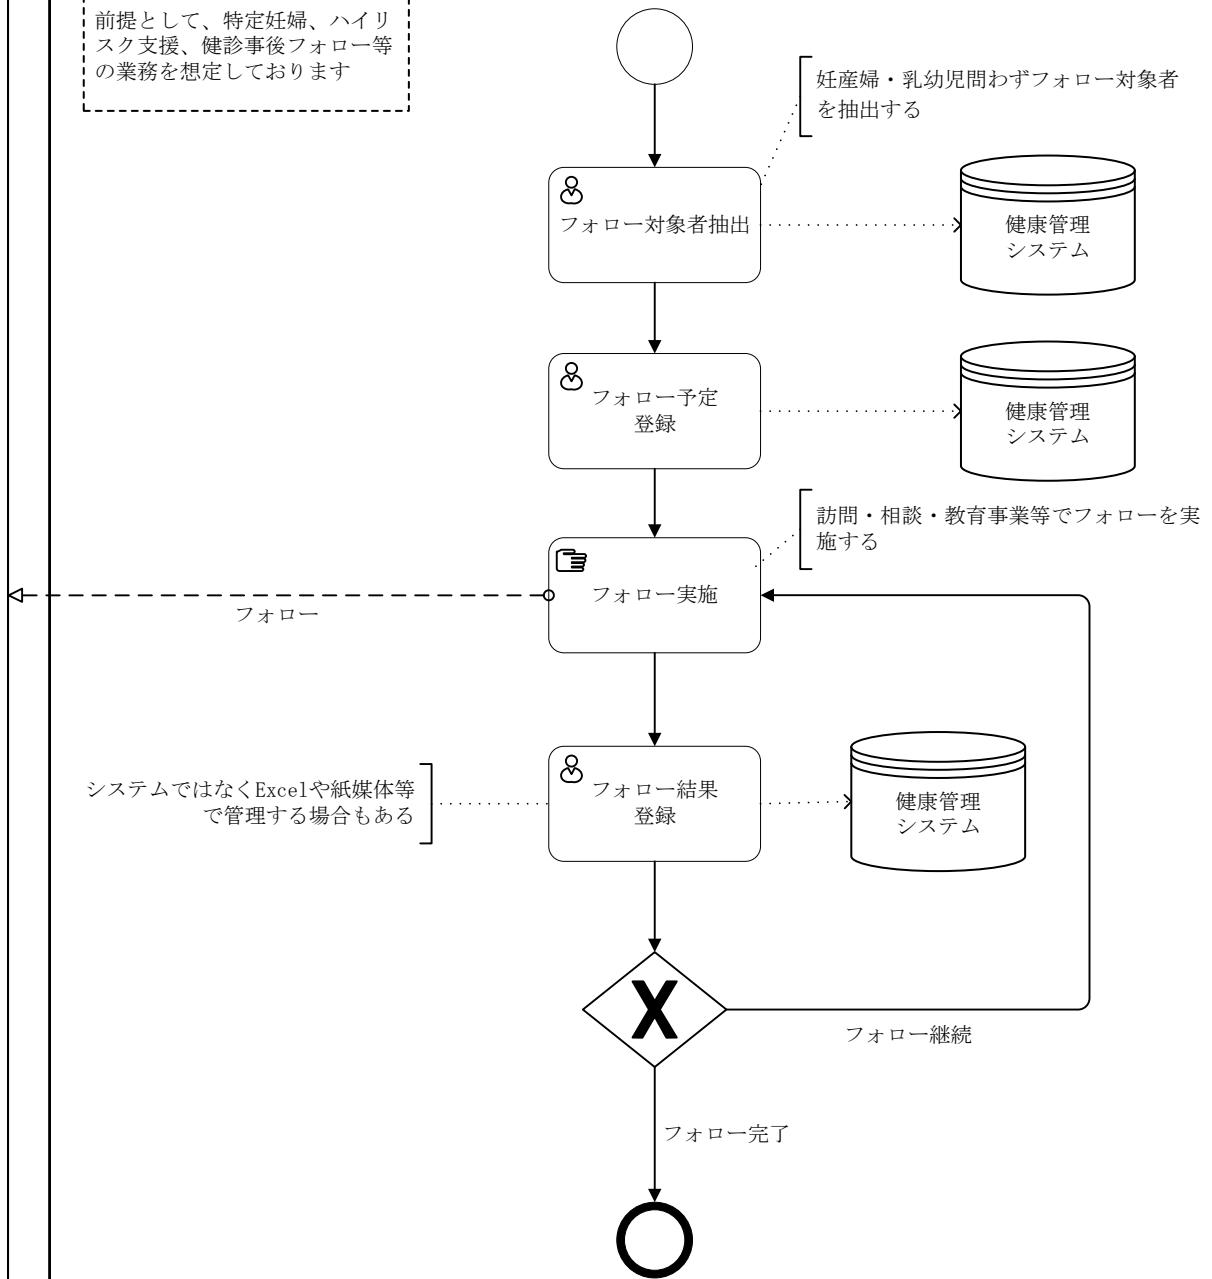 前提として、特定妊婦、ハイリ
スク支援、健診事後フォロー等
の業務を想定しております
妊産婦・乳幼児問わずフォロー対象者
を抽出する
フォロー対象者抽出
健康管理
システム
フォロー予定
登録
健康管理
システム
訪問・相談・教育事業等でフォローを実
施する
フォロー実施
フォロー
システムではなくExcelや紙媒体等
で管理する場合もある
フォロー結果
登録
健康管理
システム
フォロー継続
フォロー完了